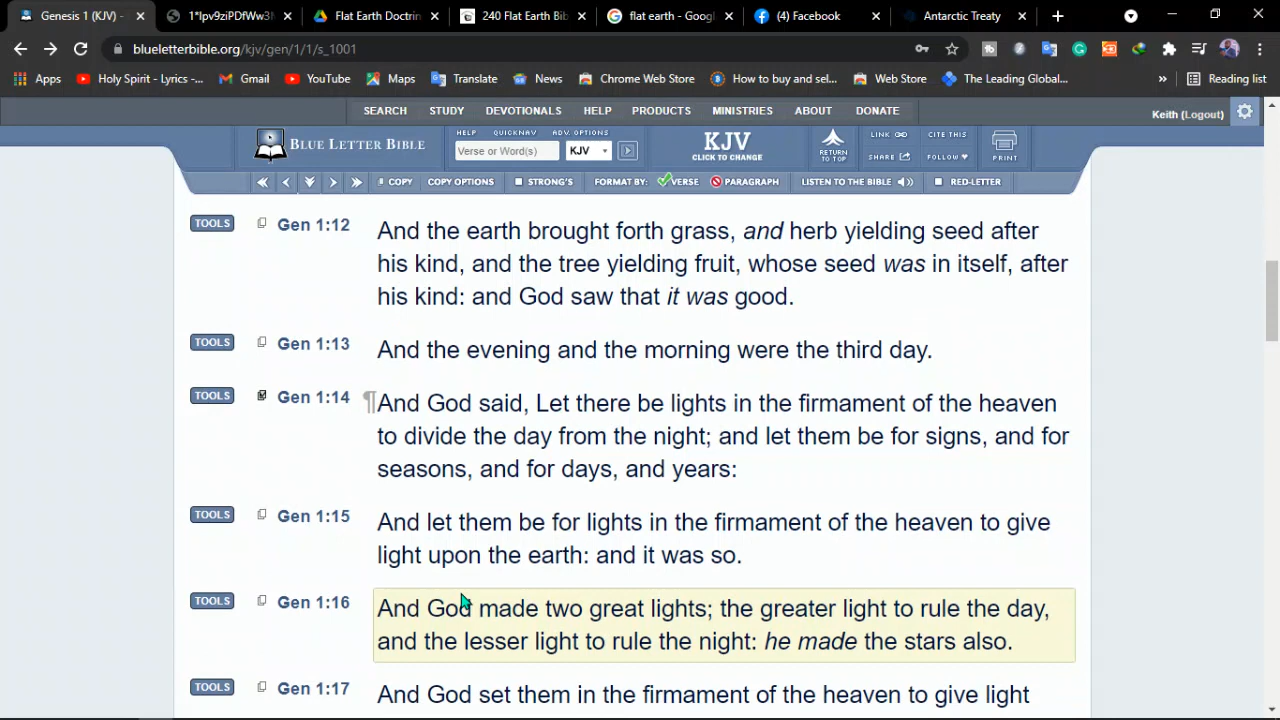 Genesis 1 (KJV) -
1*Ipv9ziPDfWw3
Flat Earth Doctrin
240 Flat Earth Bib
flat earth - Googl
(4) Facebook
Antarctic Treaty
blueletterbible.org/kjv/gen/1/1/s_1001
Apps
Holy Spirit - Lyrics -...
Gmail
YouTube
Maps
Translate
News
Chrome Web Store
How to buy and sel...
Web Store
The Leading Global...
»
Reading list
SEARCH STUDY DEVOTIONALS HELP PRODUCTS MINISTRIES ABOUT DONATE
Keith (Logout)
BLUE LETTER BIBLE
HELP QUICKNAV ADV. OPTIONS
Verse or Word(s)
KJV
KJV
CLICK TO CHANGE
RETURN
TO TOP
LINK
CITE THIS
SHARE
FOLLOW
PRINT
COPY COPY OPTIONS STRONG'S FORMAT BY: VERSE PARAGRAPH LISTEN TO THE BIBLE RED-LETTER
TOOLS Gen 1:12 And the earth brought forth grass, and herb yielding seed after
his kind, and the tree yielding fruit, whose seed was in itself, after
his kind: and God saw that it was good.
TOOLS Gen 1:13 And the evening and the morning were the third day.
TOOLS Gen 1:14 ¶And God said, Let there be lights in the firmament of the heaven
to divide the day from the night; and let them be for signs, and for
seasons, and for days, and years:
TOOLS Gen 1:15 And let them be for lights in the firmament of the heaven to give
light upon the earth: and it was so.
TOOLS Gen 1:16 And God made two great lights; the greater light to rule the day,
and the lesser light to rule the night: he made the stars also.
TOOLS Gen 1:17 And God set them in the firmament of the heaven to give light